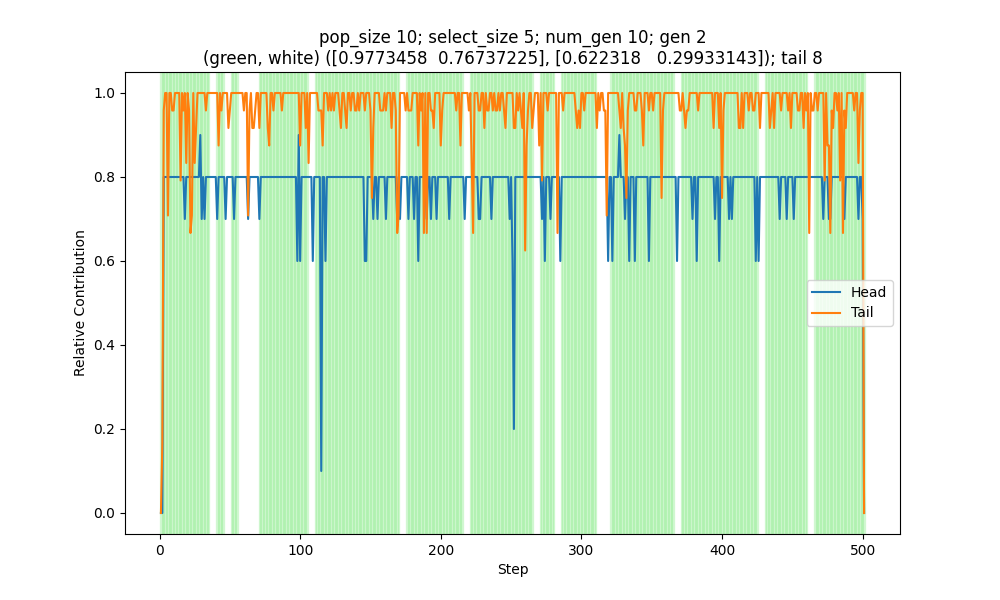 pop_size 10; select_size 5; num_gen 10; gen 2
(green, white) ([0.9773458  0.76737225], [0.622318   0.29933143]); tail 8
1.0
0.8
0.6
0.4
0.2
0.0
Relative Contribution
Head
Tail
0
100
200
300
400
500
Step